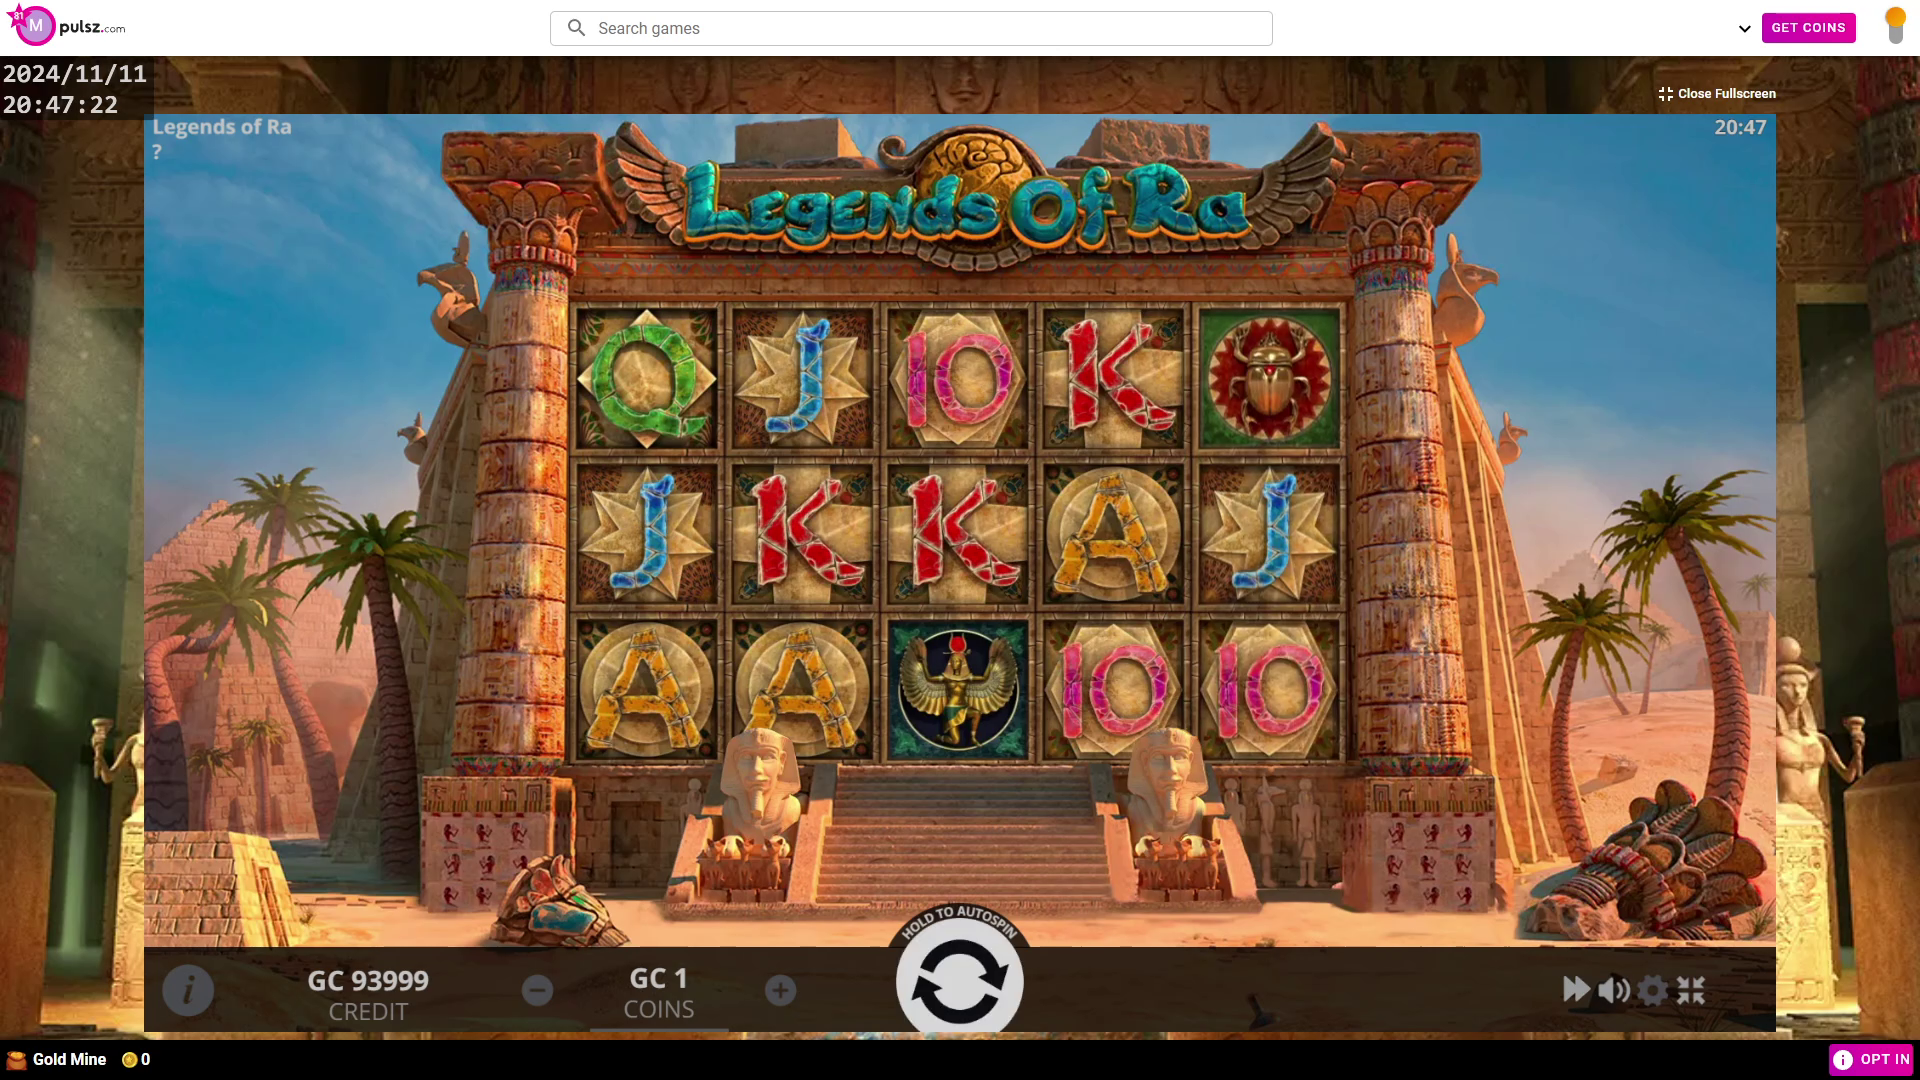 81
M
pulsz.com
Search games
GET COINS
2024/11/11
20:47:22
Close Fullscreen
Legends of Ra
?
20:47
Legends Of Ra
Q J 10 K
J K K A J
A A 10 10
HOLD TO AUTOSPIN
i
GC 93999
CREDIT
GC 1
COINS
Gold Mine
0
i OPT IN